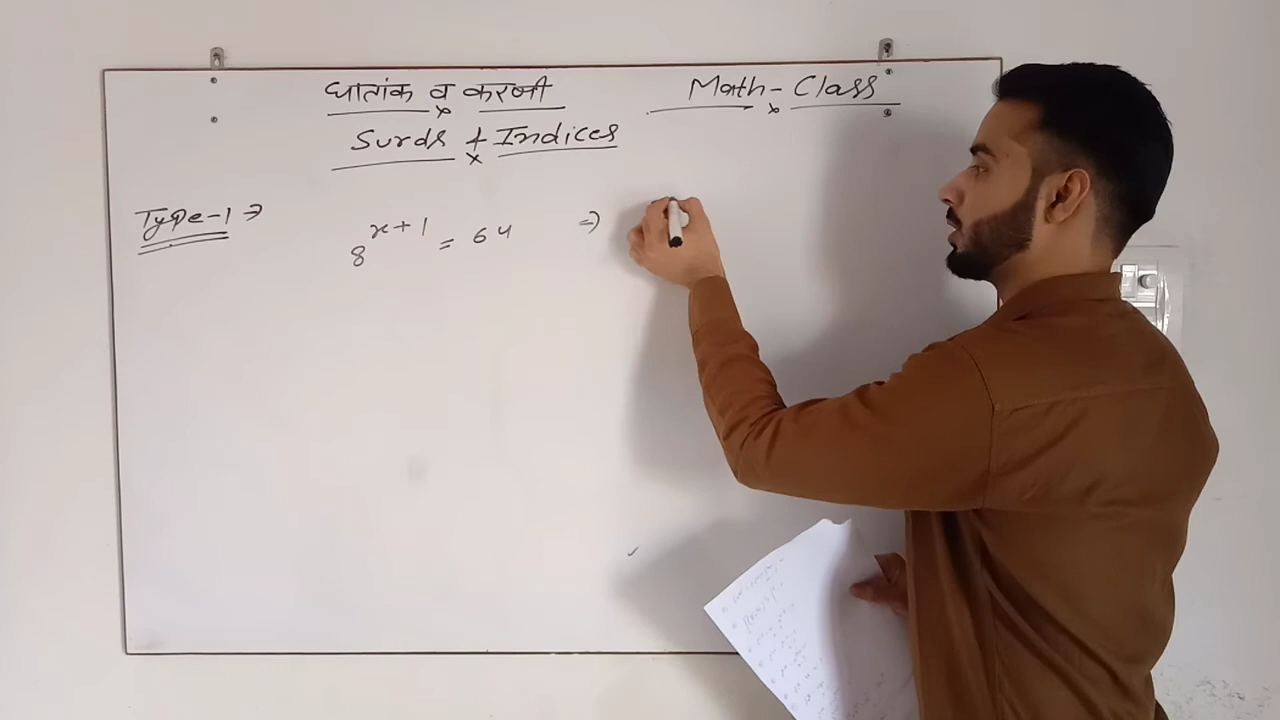 घातांक व करणी
Math-Class
Surds & Indices
Type-1 ⇒ 8^{x+1} = 64 ⇒